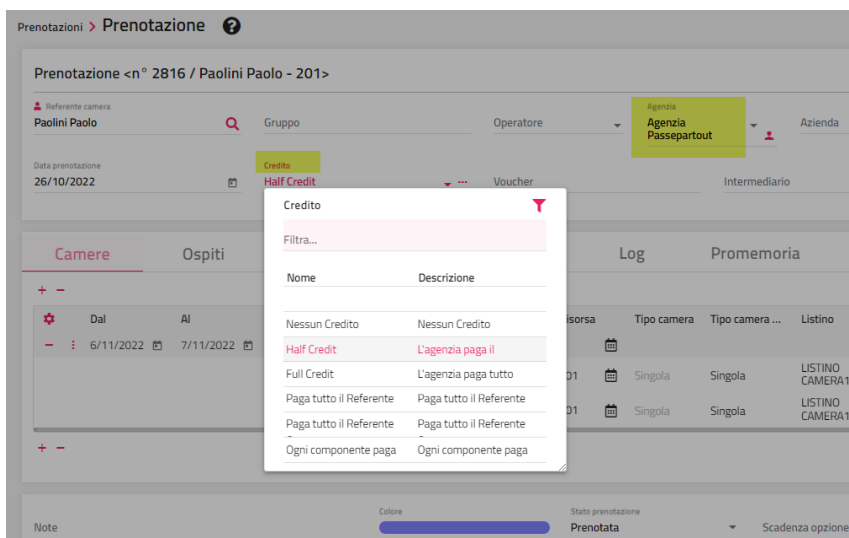 Prenotazioni > Prenotazione ?
Prenotazione <n° 2816 / Paolini Paolo - 201>
Referente camera
Paolini Paolo
Gruppo
Operatore
Agenzia
Agenzia
Passepartout
Azienda
Data prenotazione
26/10/2022
Credito
Half Credit
...
Voucher
Intermediario
Credito
Filtra...
Nome Descrizione
Nessun Credito Nessun Credito
Half Credit L'agenzia paga il
Full Credit L'agenzia paga tutto
Paga tutto il Referente Paga tutto il Referente
Paga tutto il Referente Paga tutto il Referente
Ogni componente paga Ogni componente paga
Camere Ospiti Log Promemoria
+ −
Dal Al isorsa Tipo camera Tipo camera ... Listino
− 6/11/2022 7/11/2022
01 Singola Singola LISTINO
CAMERA1
01 Singola Singola LISTINO
CAMERA1
+ −
Note
Colore
Stato prenotazione
Prenotata
Scadenza opzione